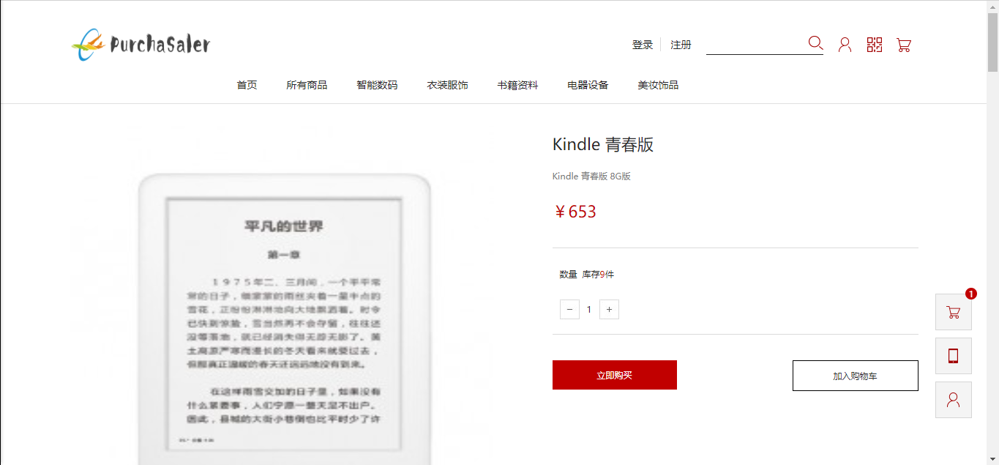 PurchaSaler
登录 注册
首页 所有商品 智能数码 衣装服饰 书籍资料 电器设备 美妆饰品
Kindle 青春版
Kindle 青春版 8G版
￥653
数量 库存9件
− 1 +
1
立即购买 加入购物车
平凡的世界
第一章
1975年二、三月间，一个平平常
常的日子，细蒙蒙的雨丝夹着一星半点的
雪花，正纷纷淋淋地向大地飘洒着。时令
已快到惊蛰，雪当然再不会存留，往往还
没等落地，就已经消失得无踪无影了。黄
土高原严寒而漫长的冬天看来就要过去，
但那真正温暖的春天还远远地没有到来。
在这样雨雪交加的日子里，如果没有
什么紧要事，人们宁愿一整天足不出户。
因此，县城的大街小巷倒也比平时少了许